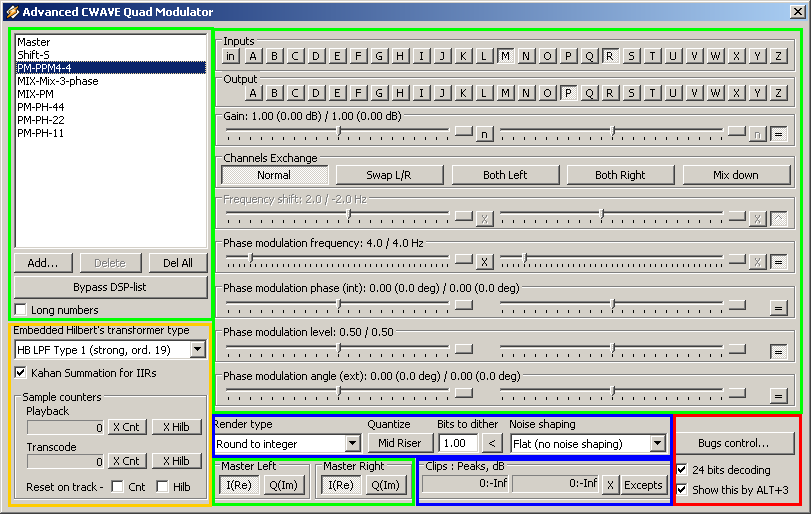 Advanced CWAVE Quad Modulator
Master
Shift-S
PM-PPM4-4
MIX-Mix-3-phase
MIX-PM
PM-PH-44
PM-PH-22
PM-PH-11
Add...
Delete
Del All
Bypass DSP-list
Long numbers
Embedded Hilbert's transformer type
HB LPF Type 1 (strong, ord. 19)
Kahan Summation for IIRs
Sample counters
Playback
0
X Cnt
X Hilb
Transcode
0
X Cnt
X Hilb
Reset on track -
Cnt
Hilb
Inputs
in A B C D E F G H I J K L M N O P Q R S T U V W X Y Z
Output
A B C D E F G H I J K L M N O P Q R S T U V W X Y Z
Gain: 1.00 (0.00 dB) / 1.00 (0.00 dB)
n
n
=
Channels Exchange
Normal
Swap L/R
Both Left
Both Right
Mix down
Frequency shift: 2.0 / -2.0 Hz
X
X
^
Phase modulation frequency: 4.0 / 4.0 Hz
X
X
=
Phase modulation phase (int): 0.00 (0.0 deg) / 0.00 (0.0 deg)
=
Phase modulation level: 0.50 / 0.50
=
Phase modulation angle (ext): 0.00 (0.0 deg) / 0.00 (0.0 deg)
=
Render type
Quantize
Bits to dither
Noise shaping
Round to integer
Mid Riser
1.00
<
Flat (no noise shaping)
Master Left
I(Re)
Q(Im)
Master Right
I(Re)
Q(Im)
Clips : Peaks, dB
0:-Inf
0:-Inf
X
Excepts
Bugs control...
24 bits decoding
Show this by ALT+3